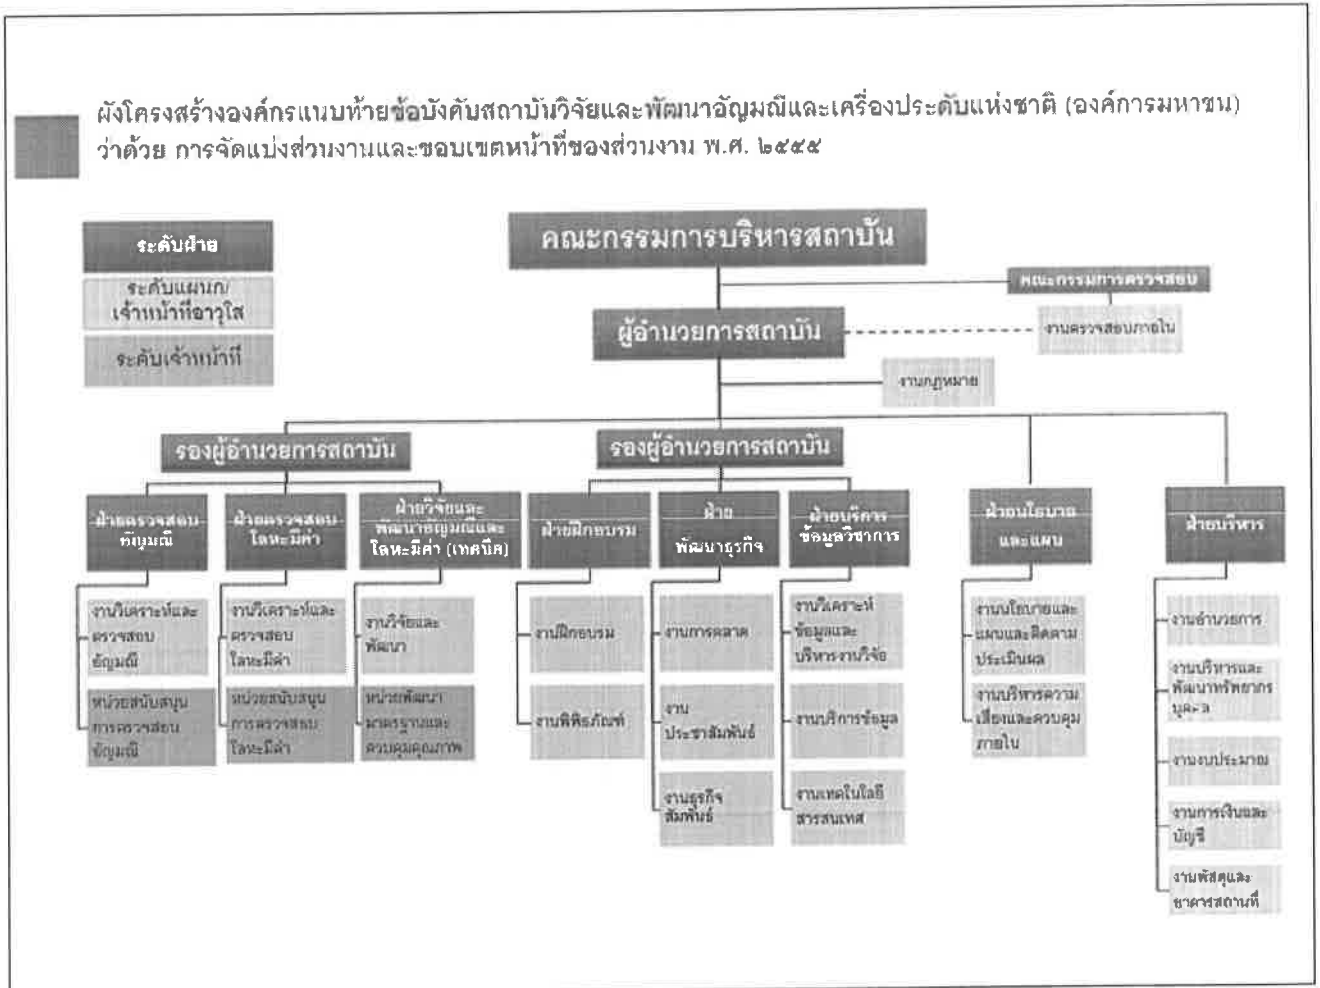 ผังโครงสร้างองค์กรแนบท้ายข้อบังคับสถาบันวิจัยและพัฒนาอัญมณีและเครื่องประดับแห่งชาติ (องค์การมหาชน)
ว่าด้วย การจัดแบ่งส่วนงานและขอบเขตหน้าที่ของส่วนงาน พ.ศ. ๒๕๕๕
ระดับฝ่าย
ระดับแผนก/
เจ้าหน้าที่อาวุโส
ระดับเจ้าหน้าที่
คณะกรรมการบริหารสถาบัน
คณะกรรมการตรวจสอบ
ผู้อำนวยการสถาบัน
งานตรวจสอบภายใน
งานกฎหมาย
รองผู้อำนวยการสถาบัน
รองผู้อำนวยการสถาบัน
ฝ่ายตรวจสอบ
อัญมณี
ฝ่ายตรวจสอบ
โลหะมีค่า
ฝ่ายวิจัยและ
พัฒนาอัญมณีและ
โลหะมีค่า (เทคนิค)
ฝ่ายฝึกอบรม
ฝ่าย
พัฒนาธุรกิจ
ฝ่ายบริการ
ข้อมูลวิชาการ
ฝ่ายนโยบาย
และแผน
ฝ่ายบริหาร
งานวิเคราะห์และ
ตรวจสอบ
อัญมณี
หน่วยสนับสนุน
การตรวจสอบ
อัญมณี
งานวิเคราะห์และ
ตรวจสอบ
โลหะมีค่า
หน่วยสนับสนุน
การตรวจสอบ
โลหะมีค่า
งานวิจัยและ
พัฒนา
หน่วยพัฒนา
มาตรฐานและ
ควบคุมคุณภาพ
งานฝึกอบรม
งานพิพิธภัณฑ์
งานการตลาด
งาน
ประชาสัมพันธ์
งานธุรกิจ
สัมพันธ์
งานวิเคราะห์
ข้อมูลและ
บริหารงานวิจัย
งานบริการข้อมูล
งานเทคโนโลยี
สารสนเทศ
งานนโยบายและ
แผนและติดตาม
ประเมินผล
งานบริหารความ
เสี่ยงและควบคุม
ภายใน
งานอำนวยการ
งานบริหารและ
พัฒนาทรัพยากร
บุคคล
งานงบประมาณ
งานการเงินและ
บัญชี
งานพัสดุและ
อาคารสถานที่